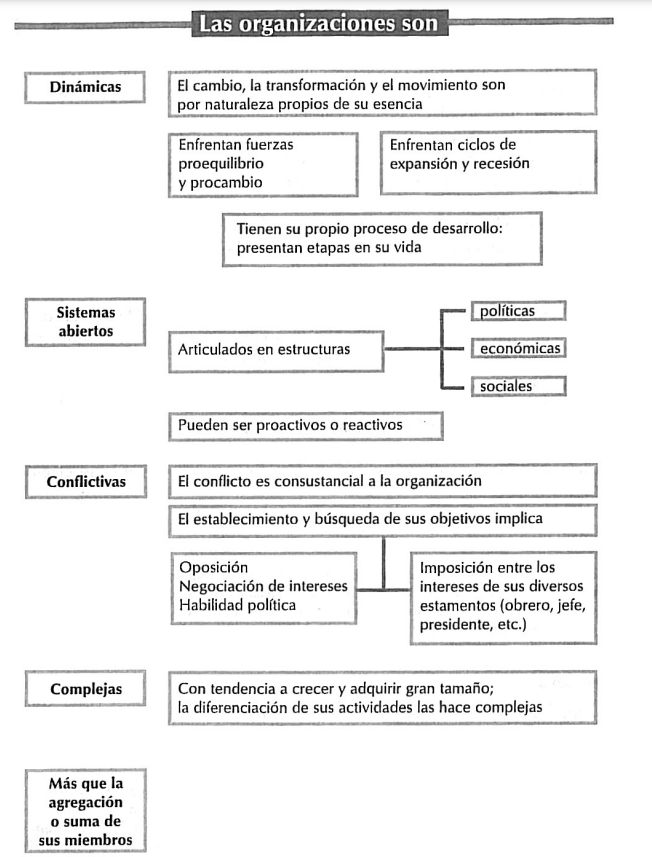 Las organizaciones son
Dinámicas
El cambio, la transformación y el movimiento son
por naturaleza propios de su esencia
Enfrentan fuerzas
proequilibrio
y procambio
Enfrentan ciclos de
expansión y recesión
Tienen su propio proceso de desarrollo:
presentan etapas en su vida
Sistemas
abiertos
Articulados en estructuras
políticas
económicas
sociales
Pueden ser proactivos o reactivos
Conflictivas
El conflicto es consustancial a la organización
El establecimiento y búsqueda de sus objetivos implica
Oposición
Negociación de intereses
Habilidad política
Imposición entre los
intereses de sus diversos
estamentos (obrero, jefe,
presidente, etc.)
Complejas
Con tendencia a crecer y adquirir gran tamaño;
la diferenciación de sus actividades las hace complejas
Más que la
agregación
o suma de
sus miembros